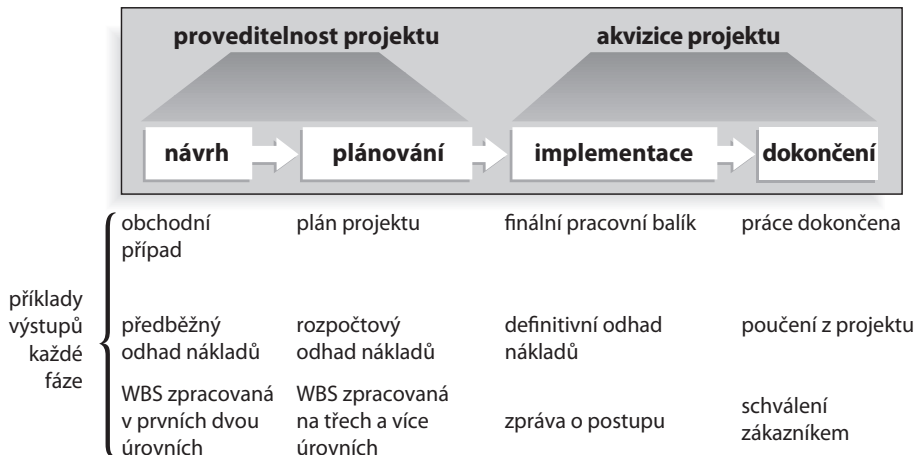 proveditelnost projektu
akvizice projektu
návrh
plánování
implementace
dokončení
příklady
výstupů
každé
fáze
obchodní
případ
plán projektu
finální pracovní balík
práce dokončena
předběžný
odhad nákladů
rozpočtový
odhad nákladů
definitivní odhad
nákladů
poučení z projektu
WBS zpracovaná
v prvních dvou
úrovních
WBS zpracovaná
na třech a více
úrovních
zpráva o postupu
schválení
zákazníkem